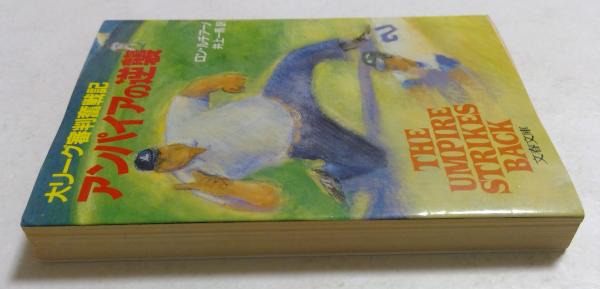 大リーグ審判奮戦記
アンパイアの逆襲
ロン・ルチアーノ
井上一馬 訳
THE
UMPIRE
STRIKES
BACK
文春文庫